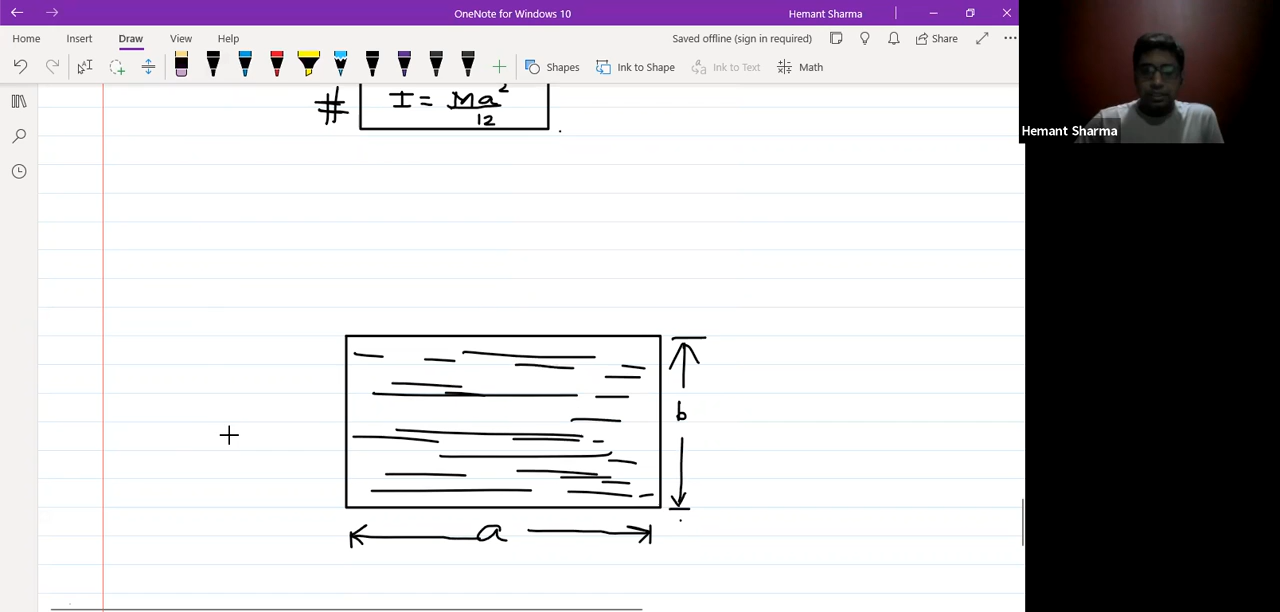 OneNote for Windows 10
Hemant Sharma
Home Insert Draw View Help
Saved offline (sign in required)
Share
Shapes
Ink to Shape
Ink to Text
Math
Hemant Sharma
# I = Ma²/12
b
a